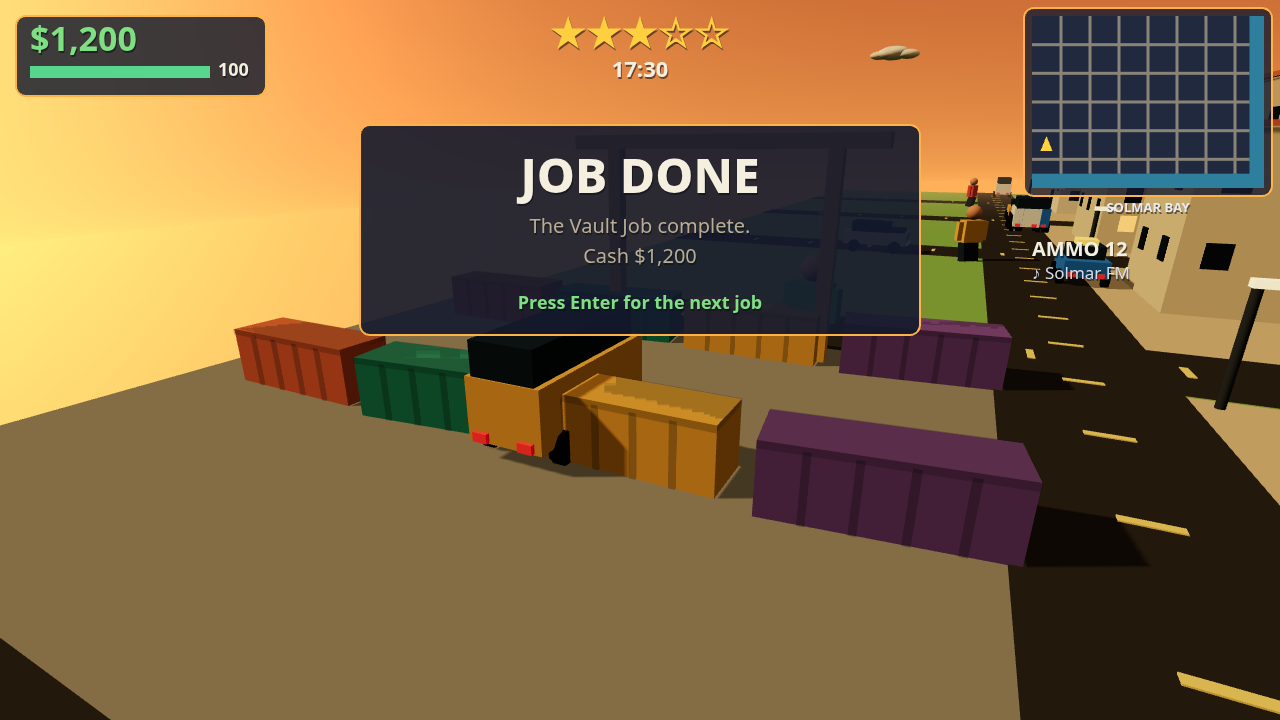 $1,200
100
★★★☆☆
17:30
JOB DONE
The Vault Job complete.
Cash $1,200
Press Enter for the next job
SOLMAR BAY
AMMO 12
♪ Solmar FM